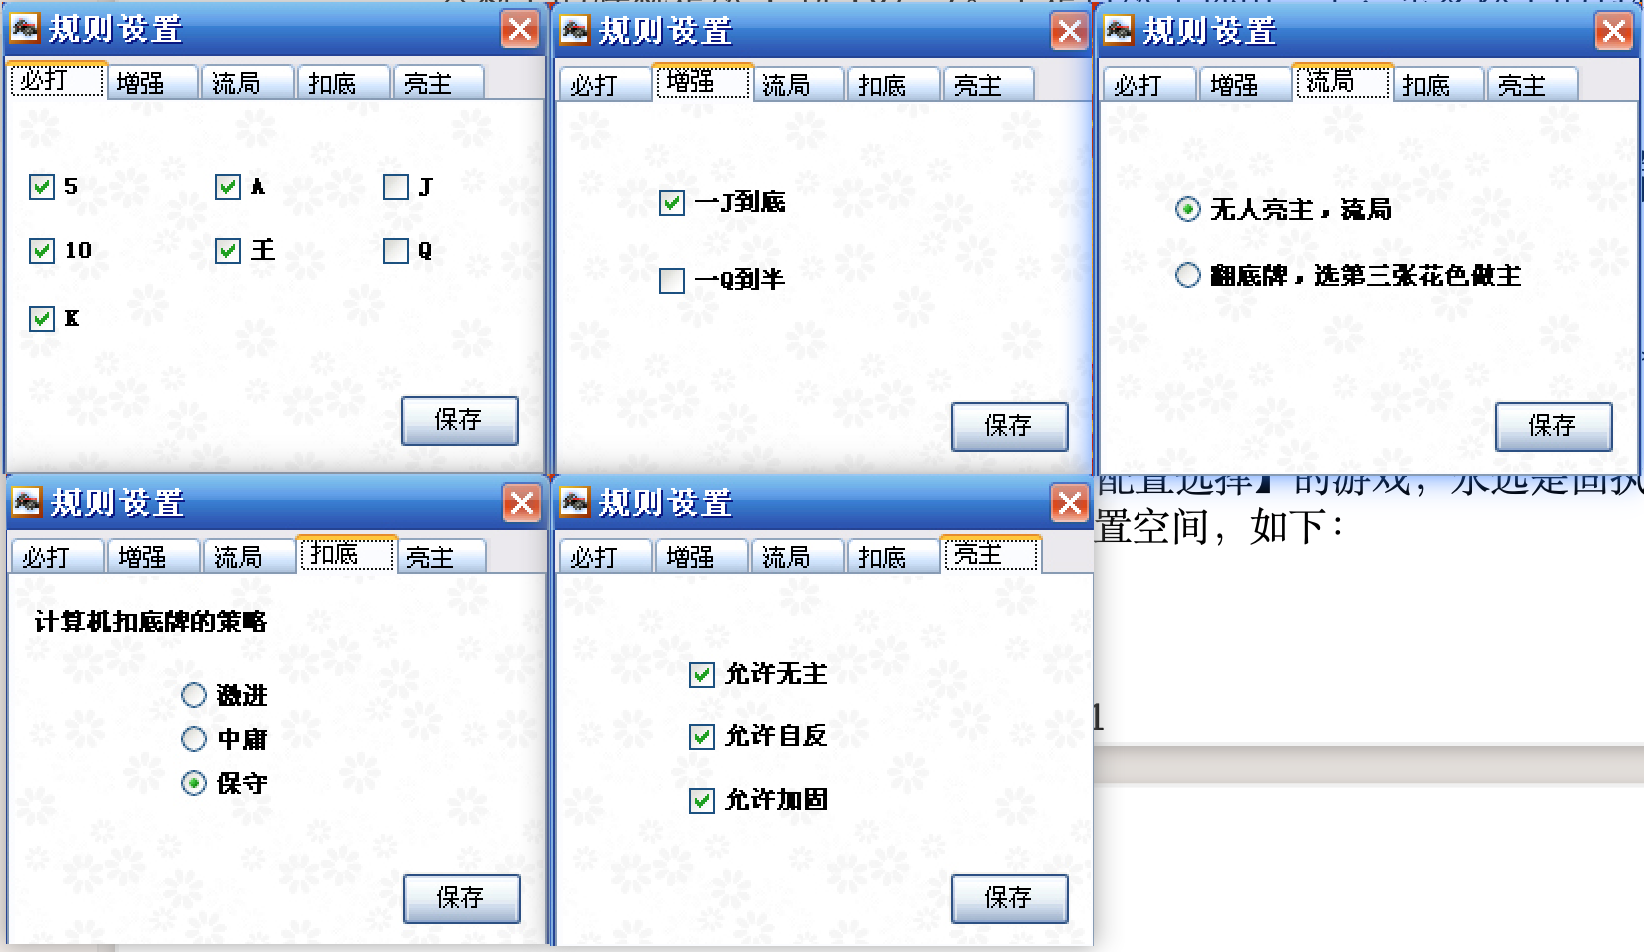 规则设置
必打 增强 流局 扣底 亮主
5 A J
10 王 Q
K
保存
规则设置
必打 增强 流局 扣底 亮主
一J到底
一Q到半
保存
规则设置
必打 增强 流局 扣底 亮主
无人亮主，流局
翻底牌，选第三张花色做主
保存
规则设置
必打 增强 流局 扣底 亮主
计算机扣底牌的策略
激进
中庸
保守
保存
规则设置
必打 增强 流局 扣底 亮主
允许无主
允许自反
允许加固
保存
配置选择】的游戏，永远是固执
置空间，如下：
1